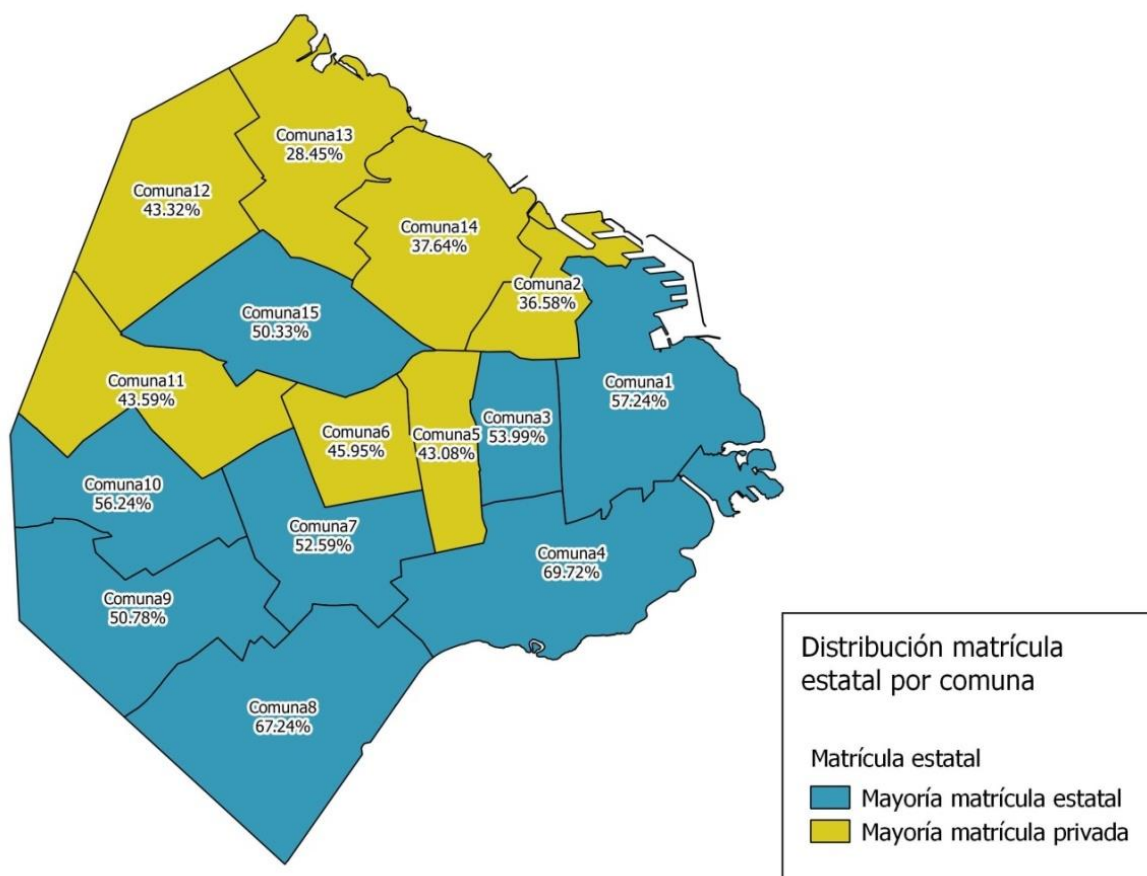 Comuna13
28.45%
Comuna12
43.32%
Comuna14
37.64%
Comuna2
36.58%
Comuna15
50.33%
Comuna11
43.59%
Comuna1
57.24%
Comuna3
53.99%
Comuna6
45.95%
Comuna5
43.08%
Comuna10
56.24%
Comuna7
52.59%
Comuna4
69.72%
Comuna9
50.78%
Comuna8
67.24%
Distribución matrícula
estatal por comuna
Matrícula estatal
Mayoría matrícula estatal
Mayoría matrícula privada